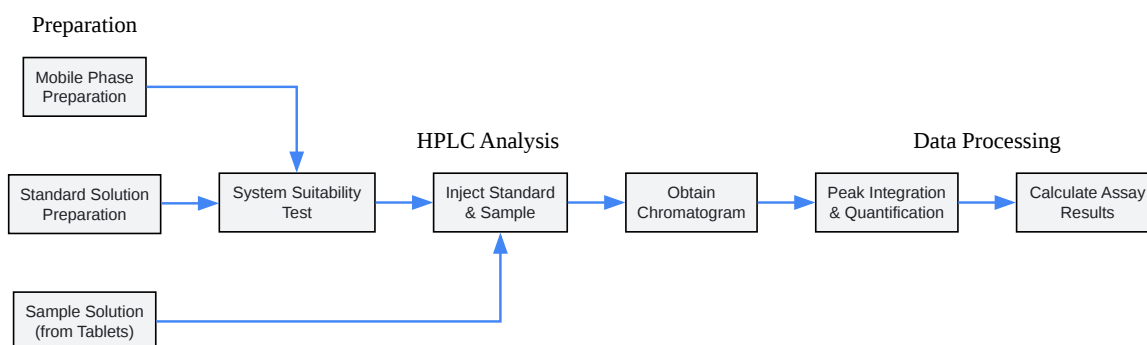 Preparation
Mobile Phase
Preparation
HPLC Analysis
Data Processing
Standard Solution
Preparation
System Suitability
Test
Inject Standard
& Sample
Obtain
Chromatogram
Peak Integration
& Quantification
Calculate Assay
Results
Sample Solution
(from Tablets)